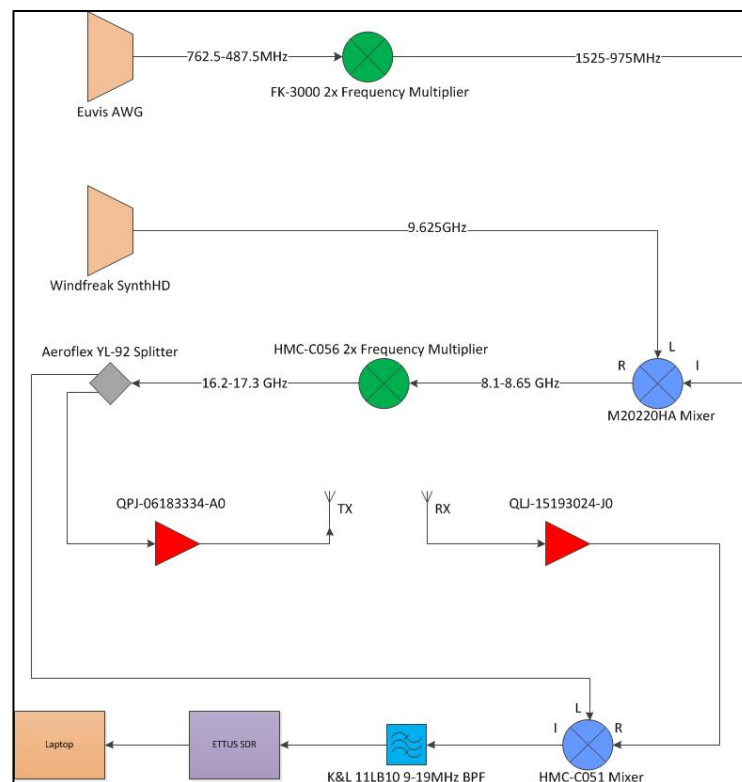 762.5-487.5MHz
1525-975MHz
FK-3000 2x Frequency Multiplier
Euvis AWG
9.625GHz
Windfreak SynthHD
Aeroflex YL-92 Splitter
HMC-C056 2x Frequency Multiplier
L
R
I
16.2-17.3 GHz
8.1-8.65 GHz
M20220HA Mixer
QPJ-06183334-A0
QLJ-15193024-J0
TX
RX
L
I
R
Laptop
ETTUS SDR
K&L 11LB10 9-19MHz BPF
HMC-C051 Mixer